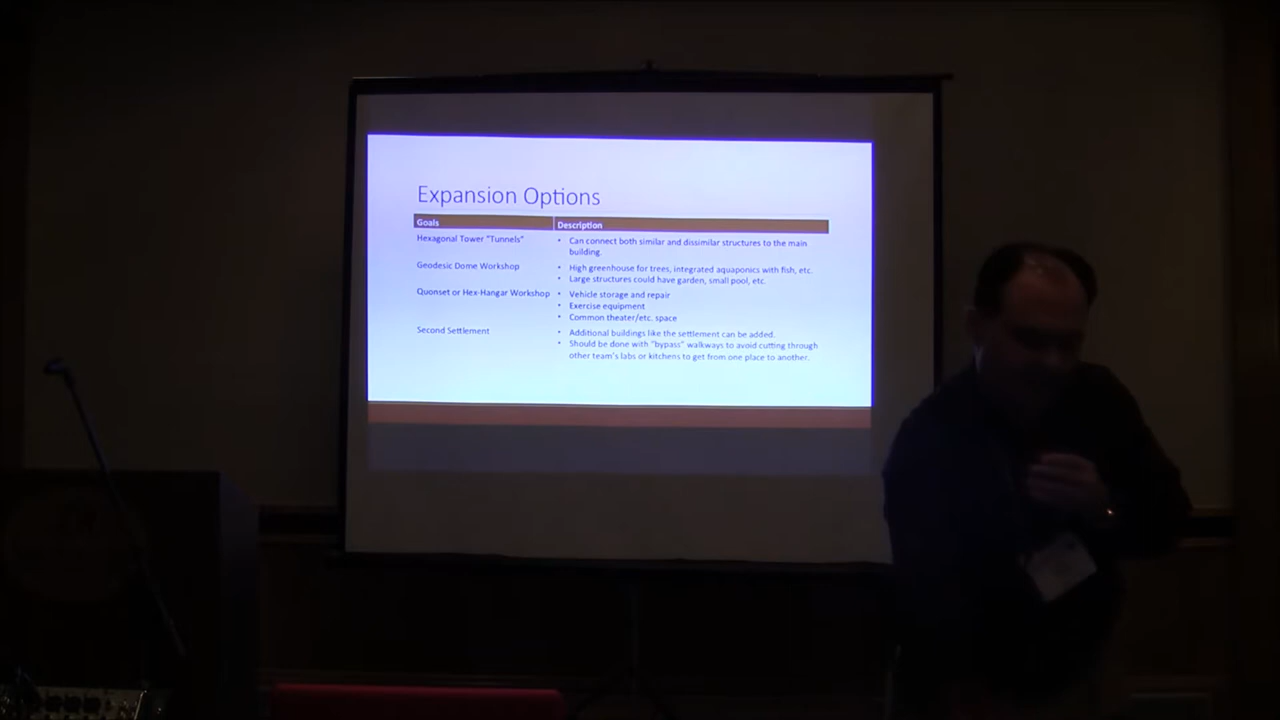 Expansion Options
Goals
Description
Hexagonal Tower "Tunnels"
• Can connect both similar and dissimilar structures to the main
building.
Geodesic Dome Workshop
• High greenhouse for trees, integrated aquaponics with fish, etc.
• Large structures could have garden, small pool, etc.
Quonset or Hex-Hangar Workshop
• Vehicle storage and repair
• Exercise equipment
• Common theater/etc. space
Second Settlement
• Additional buildings like the settlement can be added.
• Should be done with "bypass" walkways to avoid cutting through
other team's labs or kitchens to get from one place to another.